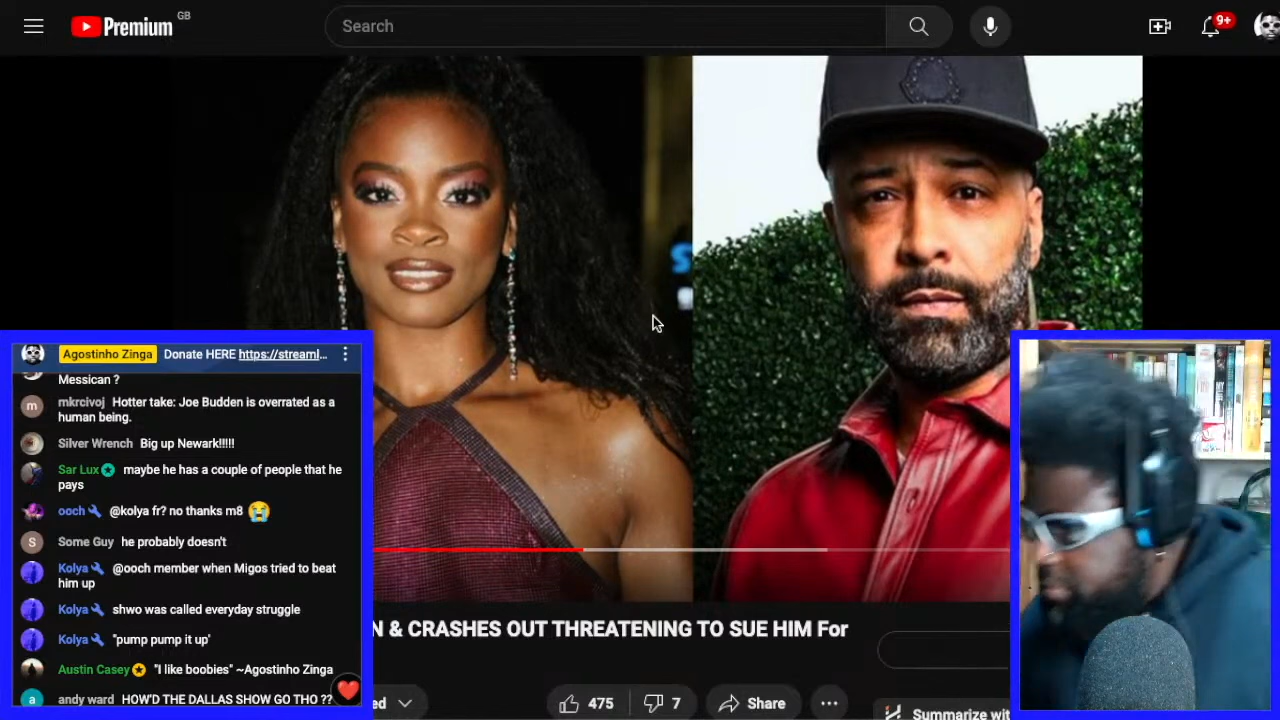 Premium GB
Search
9+
Agostinho Zinga Donate HERE https://streaml...
Messican ?
m mkrcivoj Hotter take: Joe Budden is overrated as a
human being.
Silver Wrench Big up Newark!!!!!
Sar Lux maybe he has a couple of people that he
pays
ooch @kolya fr? no thanks m8
S Some Guy he probably doesn't
Kolya @ooch member when Migos tried to beat
him up
Kolya shwo was called everyday struggle
Kolya "pump pump it up"
Austin Casey "I like boobies" ~Agostinho Zinga
a andy ward HOW'D THE DALLAS SHOW GO THO ??
N & CRASHES OUT THREATENING TO SUE HIM For
ed
475
7
Share
Summarize wit